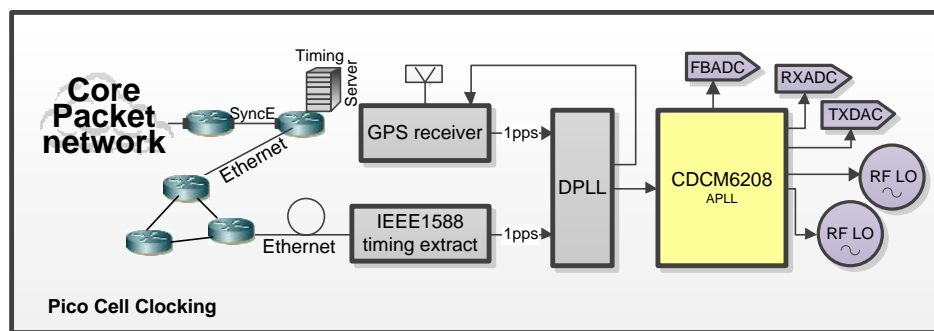 Core
Packet
network
SyncE
Timing
Server
Ethernet
Ethernet
GPS receiver
1pps
IEEE1588
timing extract
1pps
DPLL
CDCM6208
APLL
FBADC
RXADC
TXDAC
RF LO
RF LO
Pico Cell Clocking